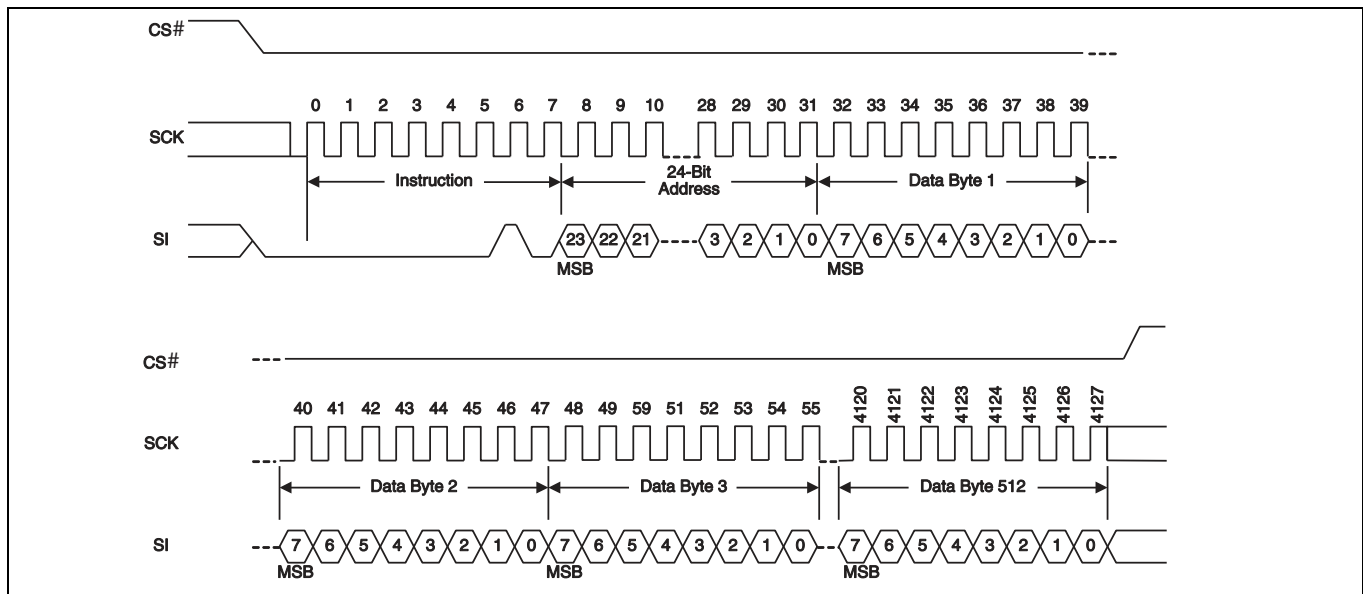 CS#
0 1 2 3 4 5 6 7 8 9 10 28 29 30 31 32 33 34 35 36 37 38 39
SCK
Instruction
24-Bit
Address
Data Byte 1
SI
23 22 21 3 2 1 0 7 6 5 4 3 2 1 0
MSB MSB
CS#
40 41 42 43 44 45 46 47 48 49 59 51 52 53 54 55 4120 4121 4122 4123 4124 4125 4126 4127
SCK
Data Byte 2 Data Byte 3 Data Byte 512
SI
7 6 5 4 3 2 1 0 7 6 5 4 3 2 1 0 7 6 5 4 3 2 1 0
MSB MSB MSB